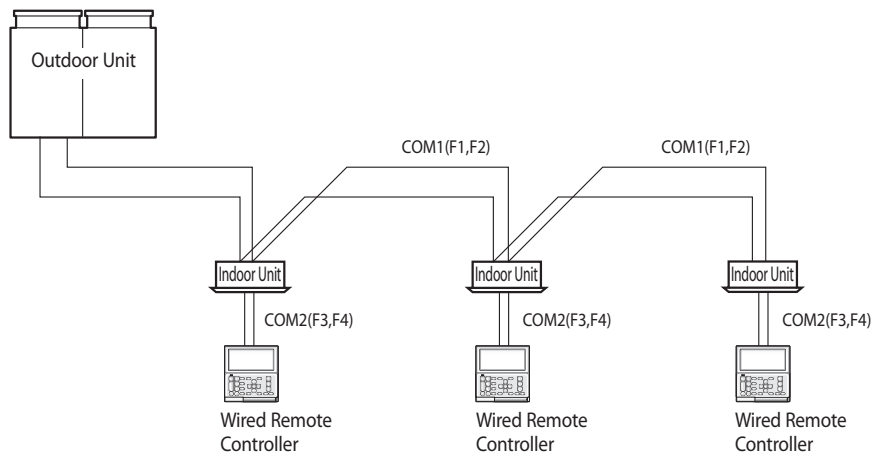 Outdoor Unit
COM1(F1,F2)
COM1(F1,F2)
Indoor Unit
Indoor Unit
Indoor Unit
COM2(F3,F4)
COM2(F3,F4)
COM2(F3,F4)
Wired Remote
Controller
Wired Remote
Controller
Wired Remote
Controller